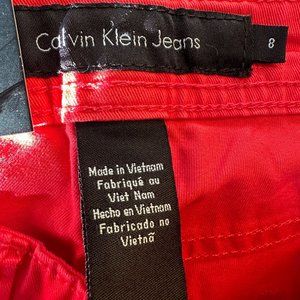 Calvin Klein Jeans
8
Made in Vietnam
Fabriqué au
Viet Nam
Hecho en Vietnam
Fabricado no
Vietnã